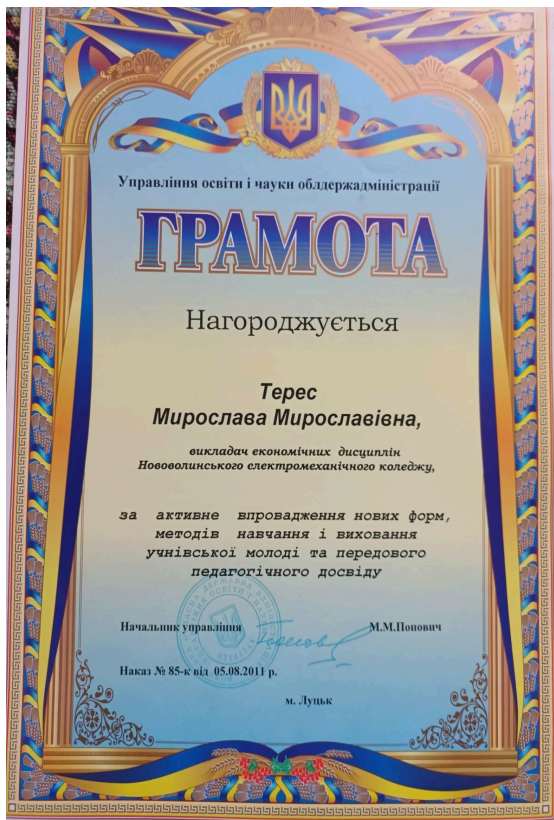 Управління освіти і науки облдержадміністрації
ГРАМОТА
Нагороджується
Терес
Мирослава Мирославівна,
викладач економічних дисциплін
Нововолинського електромеханічного коледжу,
за активне впровадження нових форм,
методів навчання і виховання
учнівської молоді та передового
педагогічного досвіду
Начальник управління М.М.Попович
Наказ № 85-к від 05.08.2011 р.
м. Луцьк